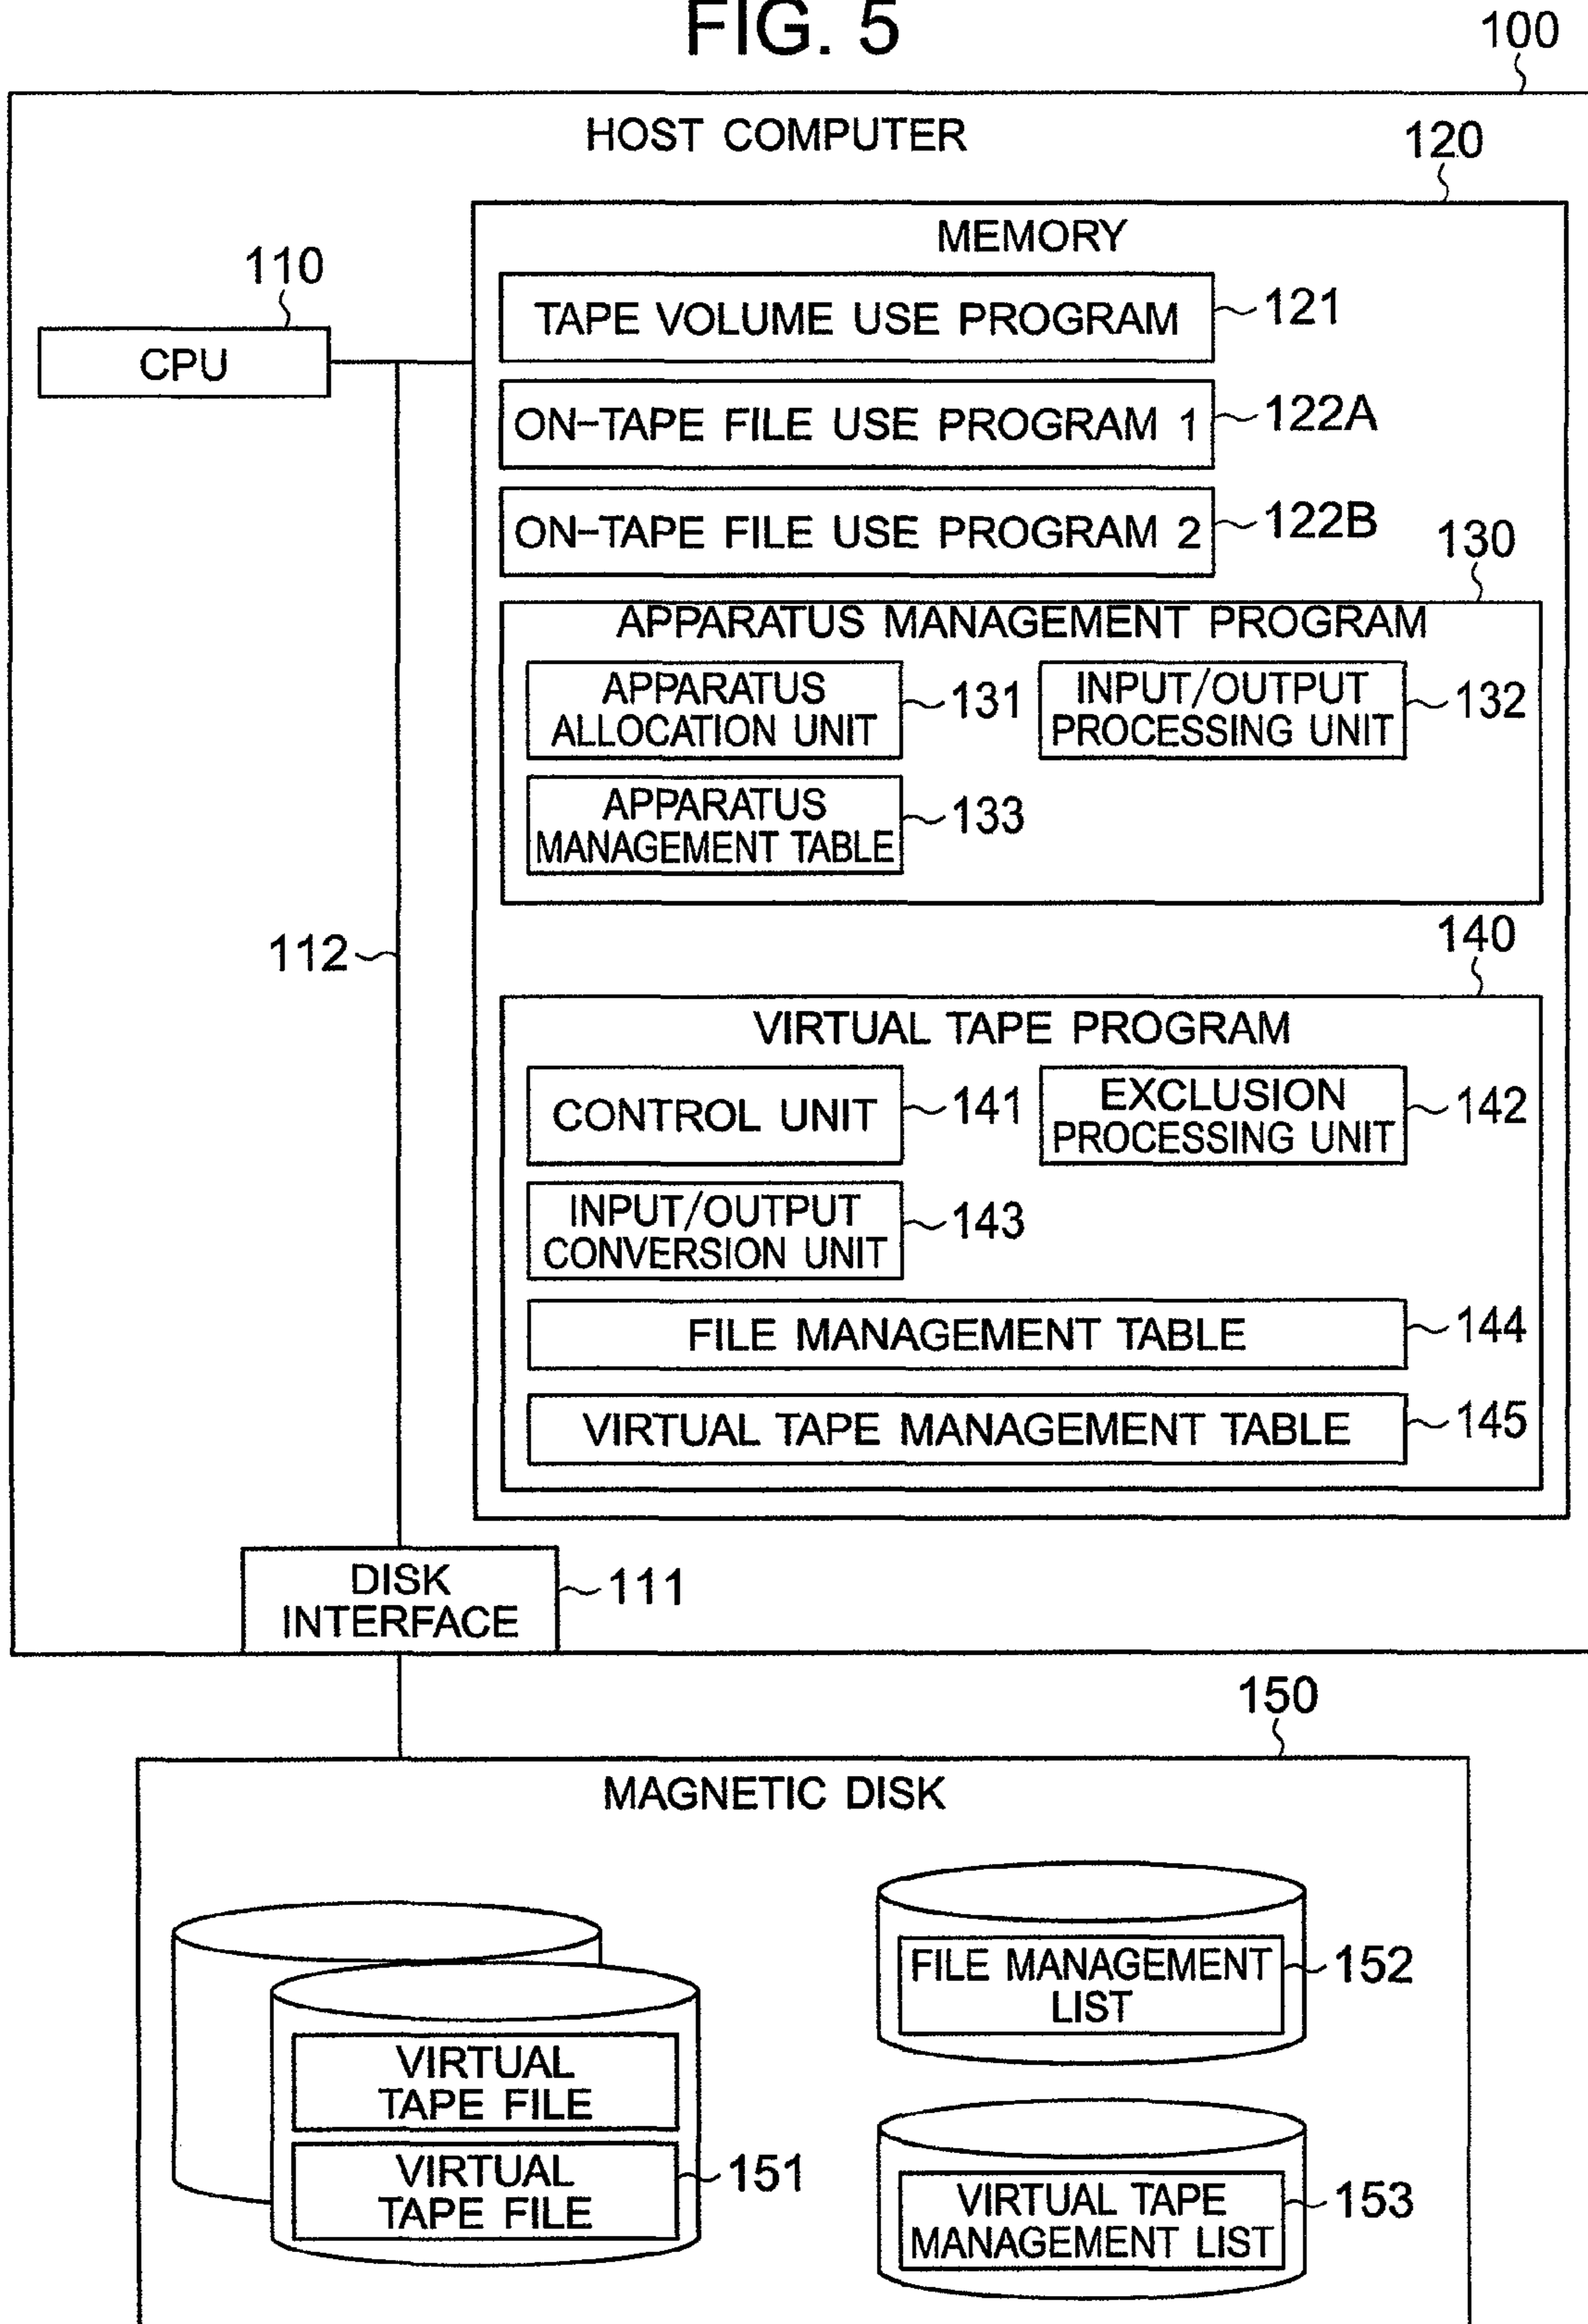 FIG. 5
100
HOST COMPUTER
120
MEMORY
110
CPU
TAPE VOLUME USE PROGRAM
121
ON-TAPE FILE USE PROGRAM 1
122A
ON-TAPE FILE USE PROGRAM 2
122B
130
APPARATUS MANAGEMENT PROGRAM
APPARATUS
ALLOCATION UNIT
131
INPUT/OUTPUT
PROCESSING UNIT
132
APPARATUS
MANAGEMENT TABLE
133
112
140
VIRTUAL TAPE PROGRAM
CONTROL UNIT
141
EXCLUSION
PROCESSING UNIT
142
INPUT/OUTPUT
CONVERSION UNIT
143
FILE MANAGEMENT TABLE
144
VIRTUAL TAPE MANAGEMENT TABLE
145
DISK
INTERFACE
111
150
MAGNETIC DISK
FILE MANAGEMENT
LIST
152
VIRTUAL
TAPE FILE
VIRTUAL
TAPE FILE
151
VIRTUAL TAPE
MANAGEMENT LIST
153